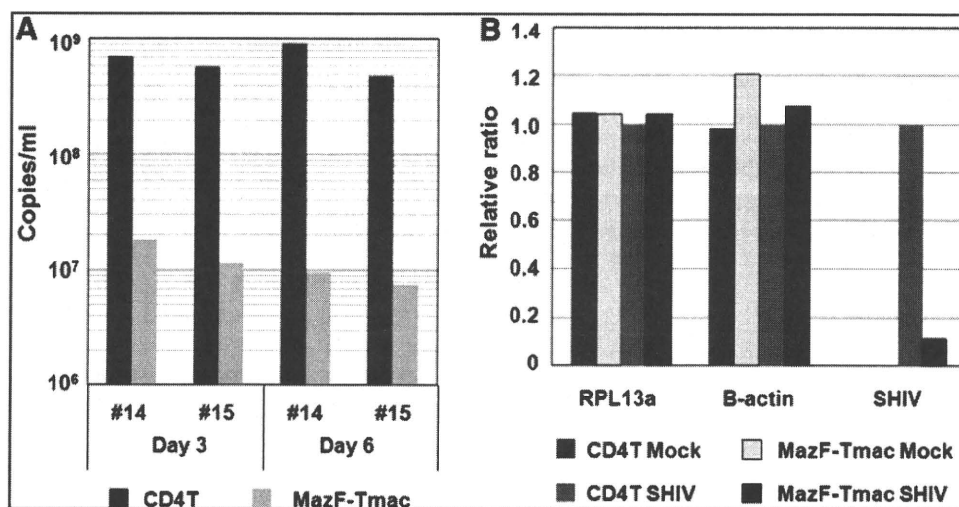 A
Copies/ml
10⁹
10⁸
10⁷
10⁶
#14 #15 #14 #15
Day 3 Day 6
CD4T MazF-Tmac
B
Relative ratio
1.4
1.2
1.0
0.8
0.6
0.4
0.2
0
RPL13a B-actin SHIV
CD4T Mock MazF-Tmac Mock
CD4T SHIV MazF-Tmac SHIV